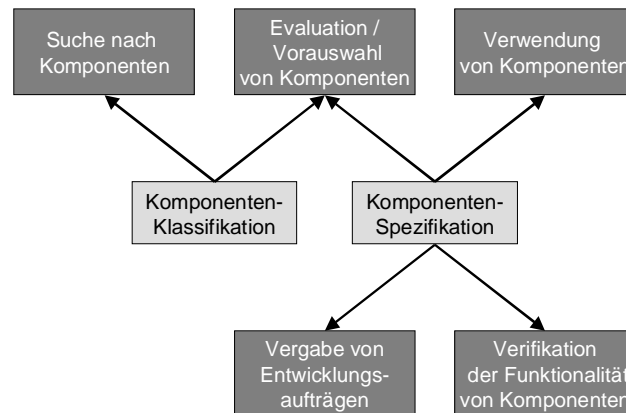 Suche nach
Komponenten
Evaluation /
Vorauswahl
von Komponenten
Verwendung
von Komponenten
Komponenten-
Klassifikation
Komponenten-
Spezifikation
Vergabe von
Entwicklungs-
aufträgen
Verifikation
der Funktionalität
von Komponenten